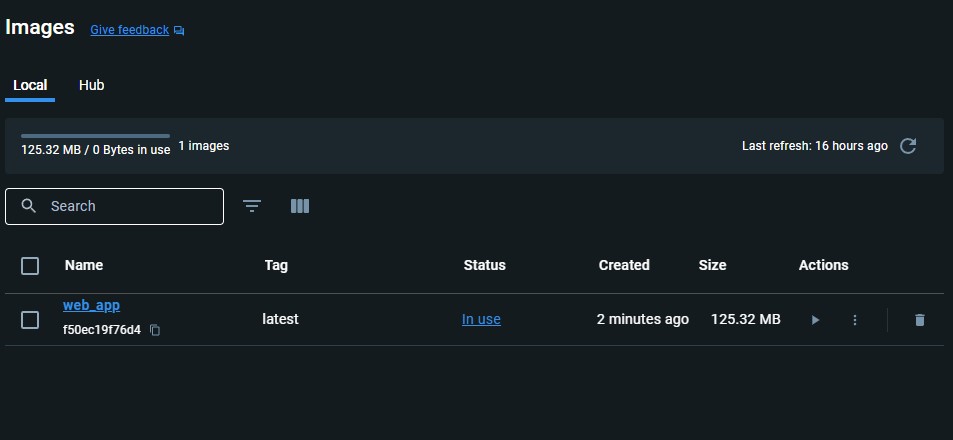 Images Give feedback
Local Hub
125.32 MB / 0 Bytes in use 1 images Last refresh: 16 hours ago
Search
Name Tag Status Created Size Actions
web_app
f50ec19f76d4
latest In use 2 minutes ago 125.32 MB